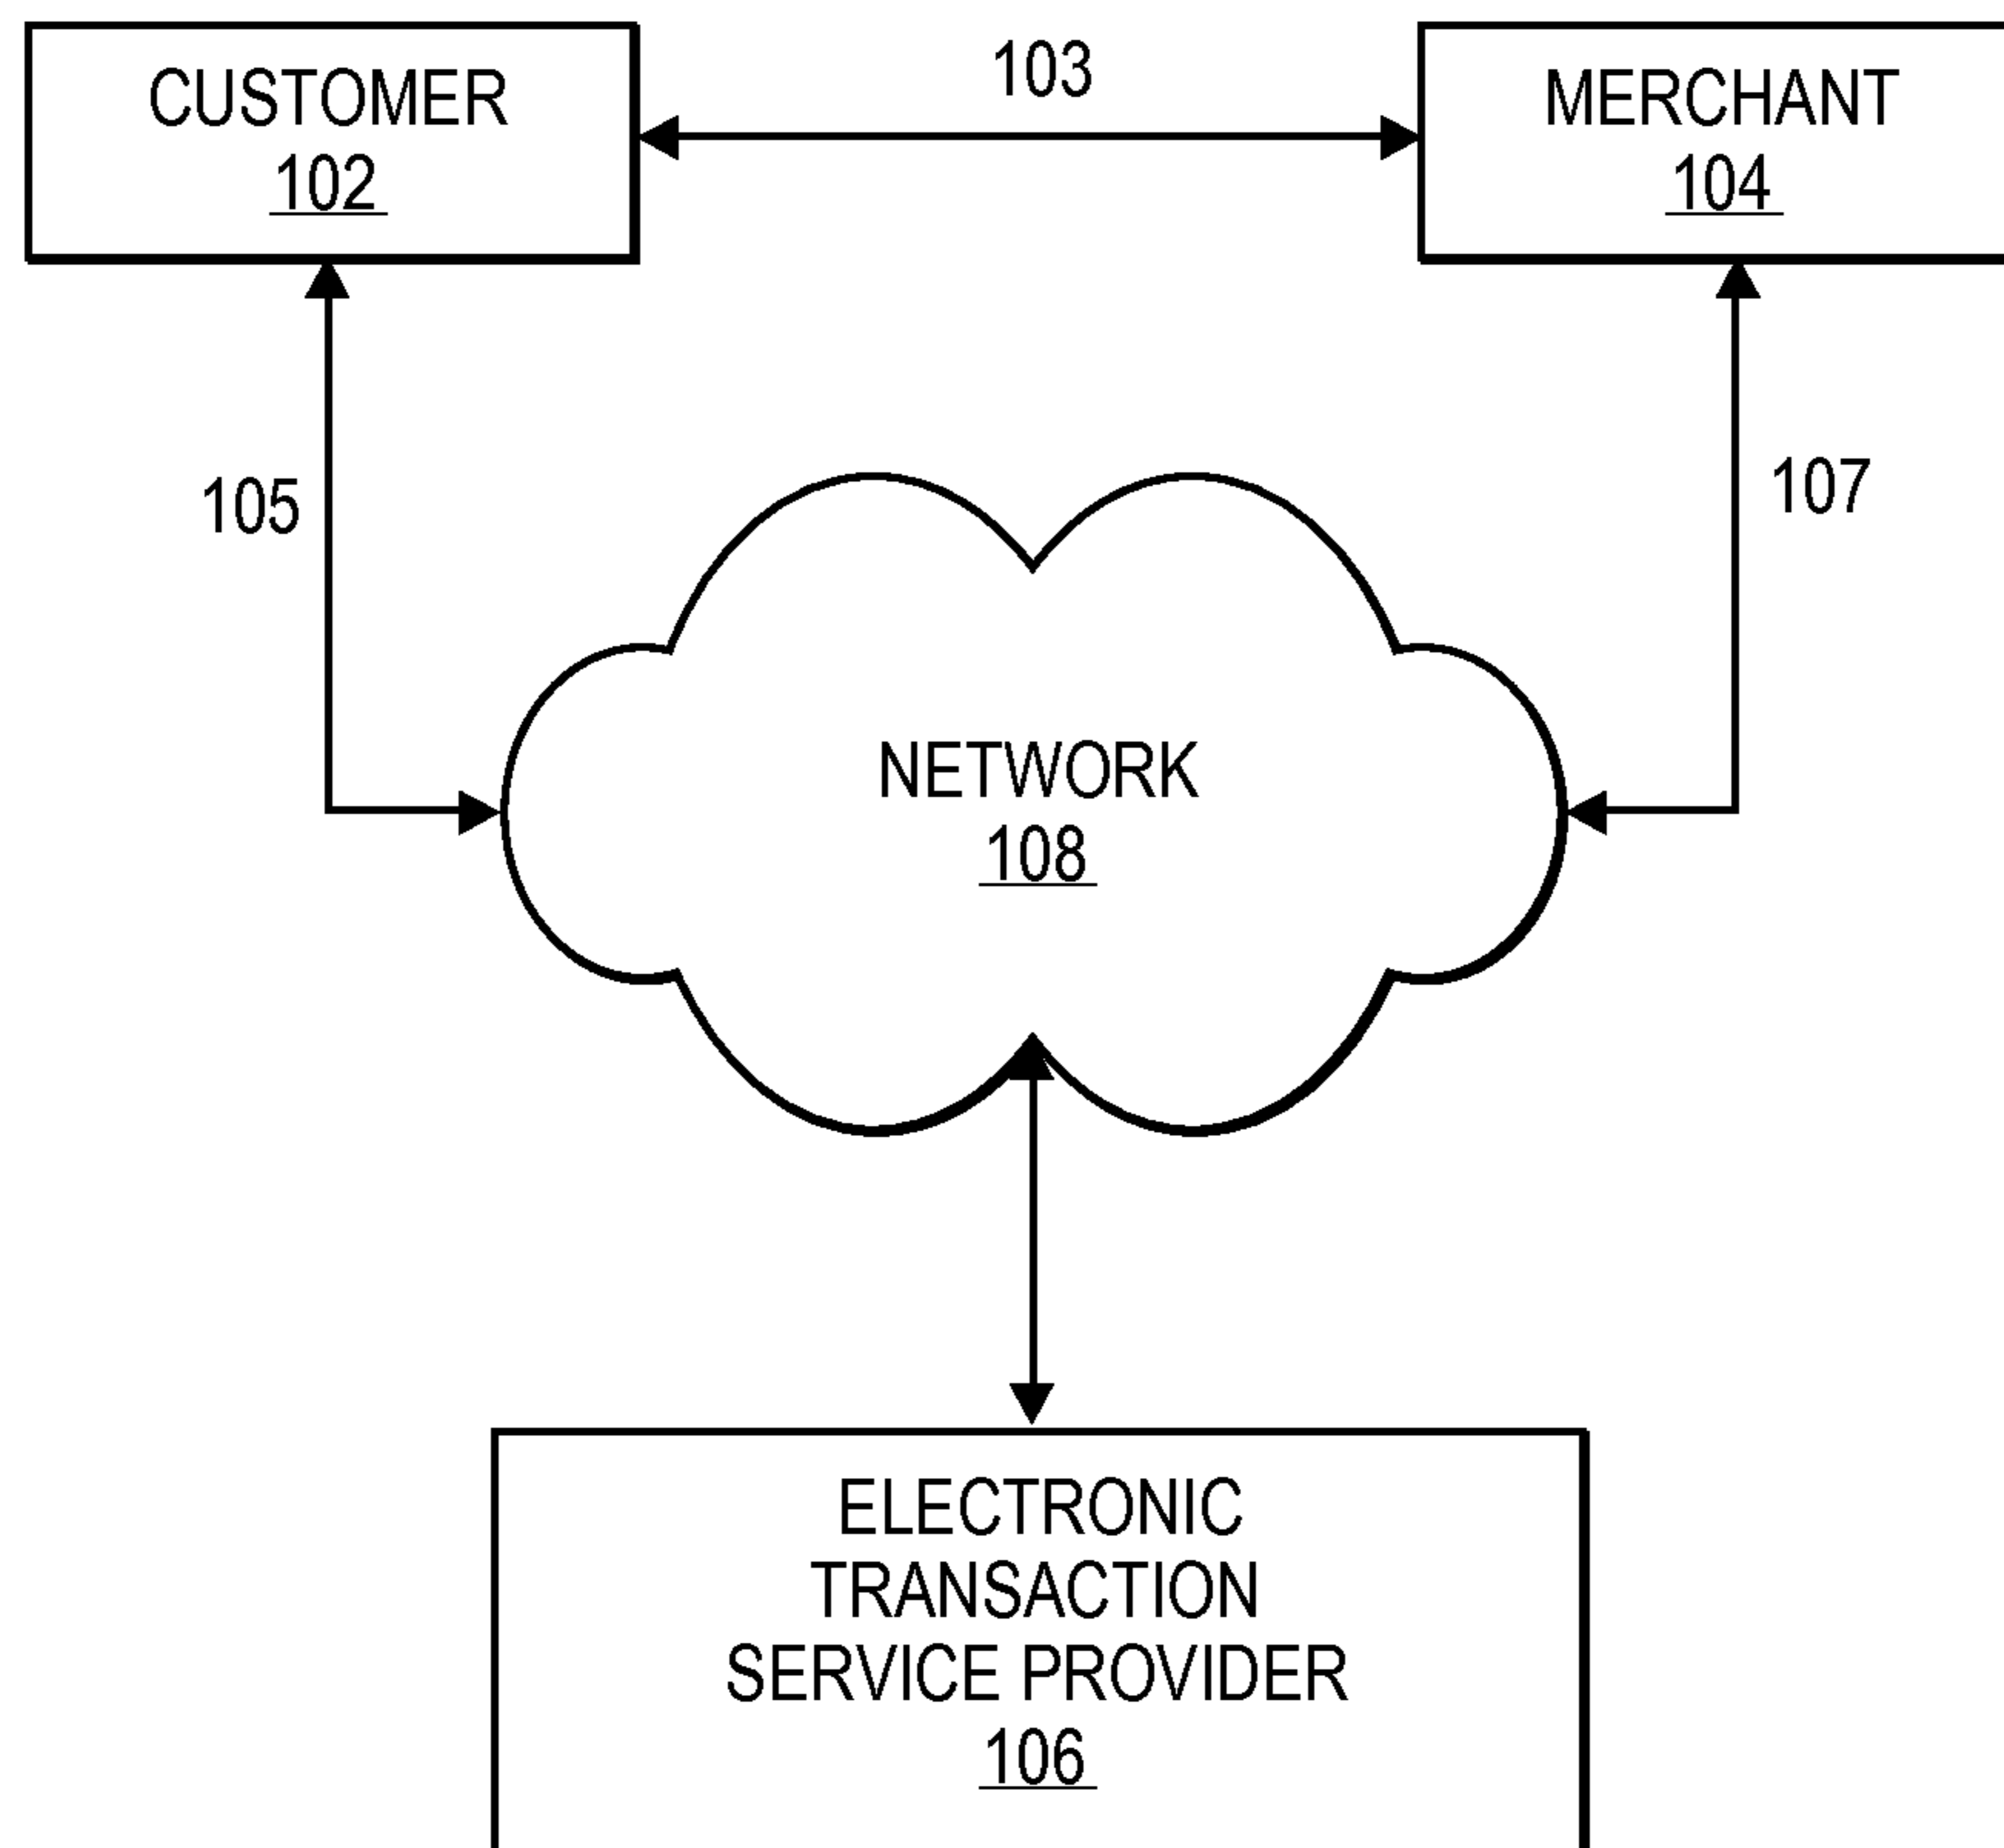 CUSTOMER
102
103
MERCHANT
104
105
107
NETWORK
108
ELECTRONIC
TRANSACTION
SERVICE PROVIDER
106